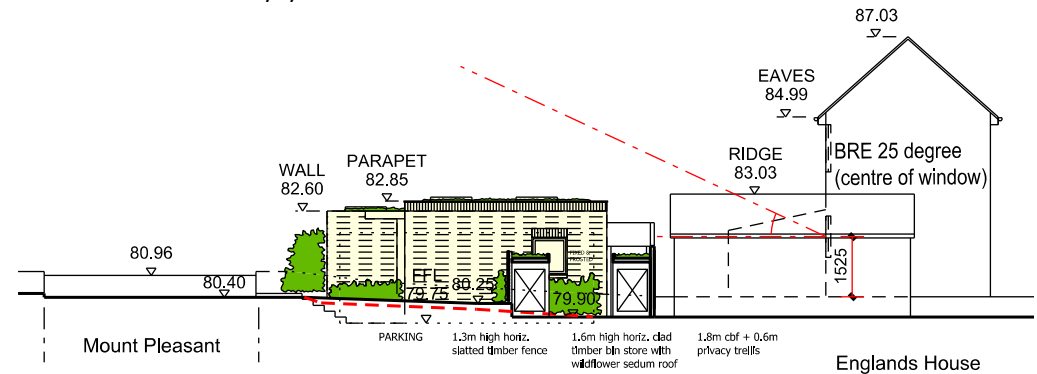 87.03
EAVES
84.99
BRE 25 degree
(centre of window)
RIDGE
83.03
PARAPET
82.85
WALL
82.60
80.96
80.40
FFL
79.75
80.25
79.90
FIXED &
FROSTED
1525
PARKING
1.3m high horiz.
slatted timber fence
1.6m high horiz. clad
timber bin store with
wildflower sedum roof
1.8m cbf + 0.6m
privacy trellis
Mount Pleasant
Englands House